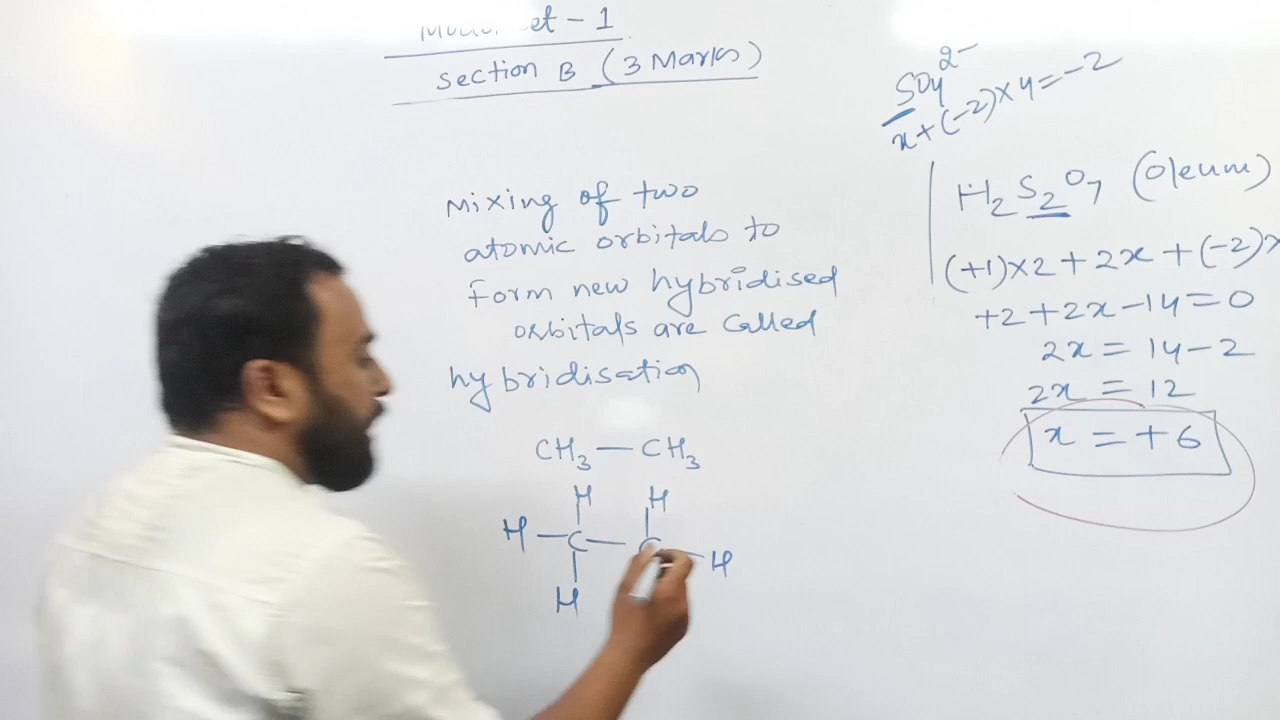 et - 1
Section B (3 Marks)
Mixing of two
atomic orbitals to
form new hybridised
orbitals are called
hybridisation
CH₃ — CH₃
H H
H — C — C H
H
SO₄²⁻
x + (-2) × 4 = -2
H₂S₂O₇ (Oleum)
(+1)×2 + 2x + (-2)×
+2 + 2x - 14 = 0
2x = 14 - 2
2x = 12
x = + 6